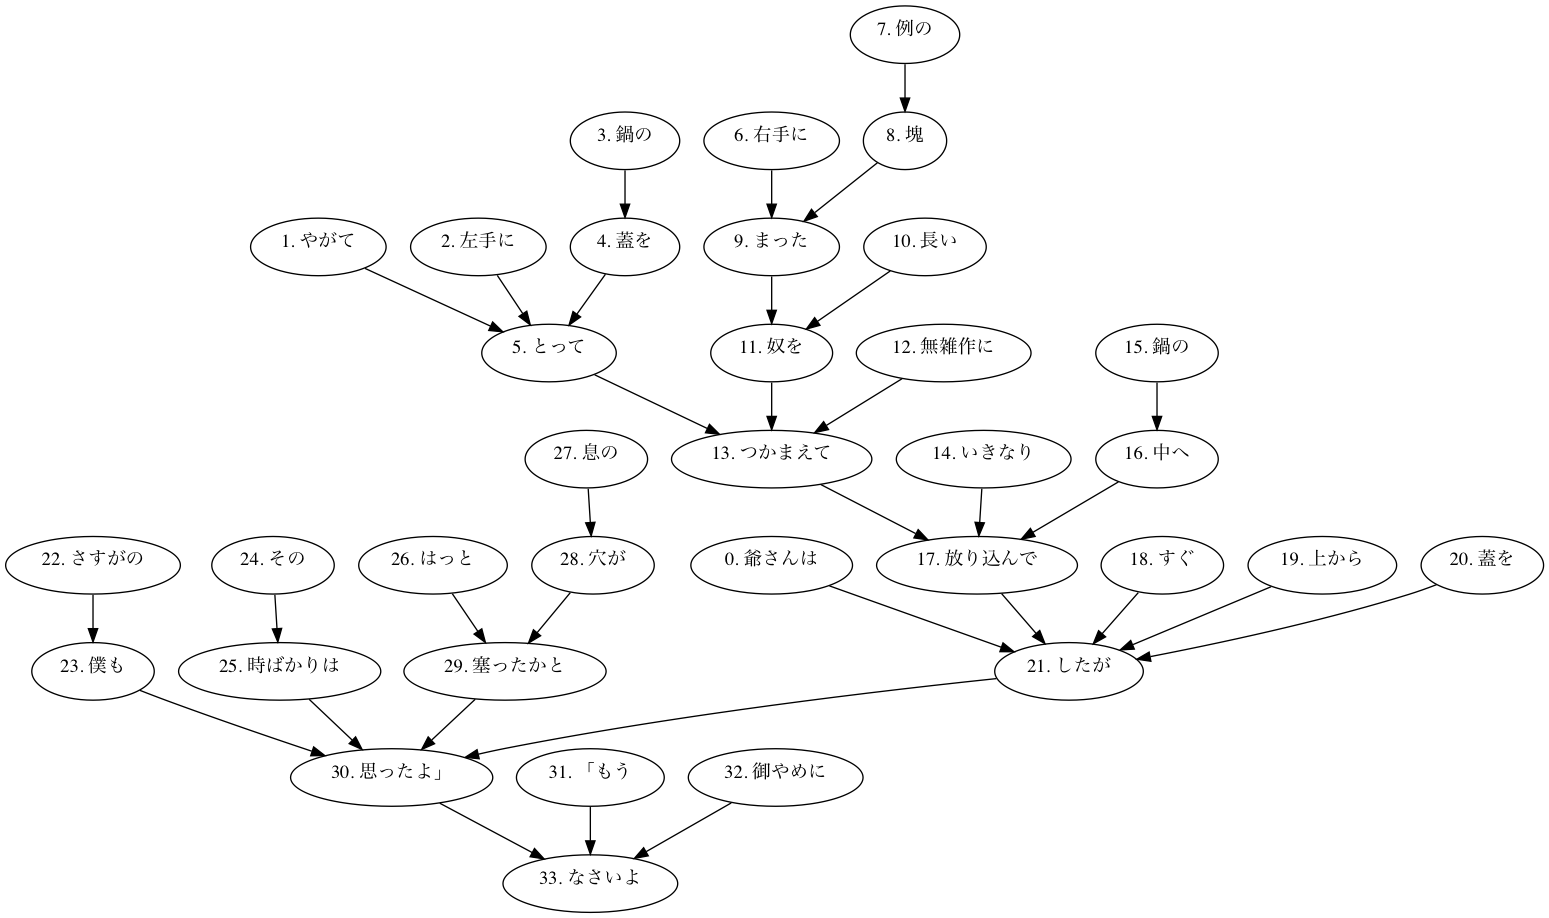 7. 例の
3. 鍋の
6. 右手に
8. 塊
1. やがて
2. 左手に
4. 蓋を
9. まった
10. 長い
5. とって
11. 奴を
12. 無雑作に
15. 鍋の
27. 息の
13. つかまえて
14. いきなり
16. 中へ
22. さすがの
24. その
26. はっと
28. 穴が
0. 爺さんは
17. 放り込んで
18. すぐ
19. 上から
20. 蓋を
23. 僕も
25. 時ばかりは
29. 塞ったかと
21. したが
30. 思ったよ」
31. 「もう
32. 御やめに
33. なさいよ